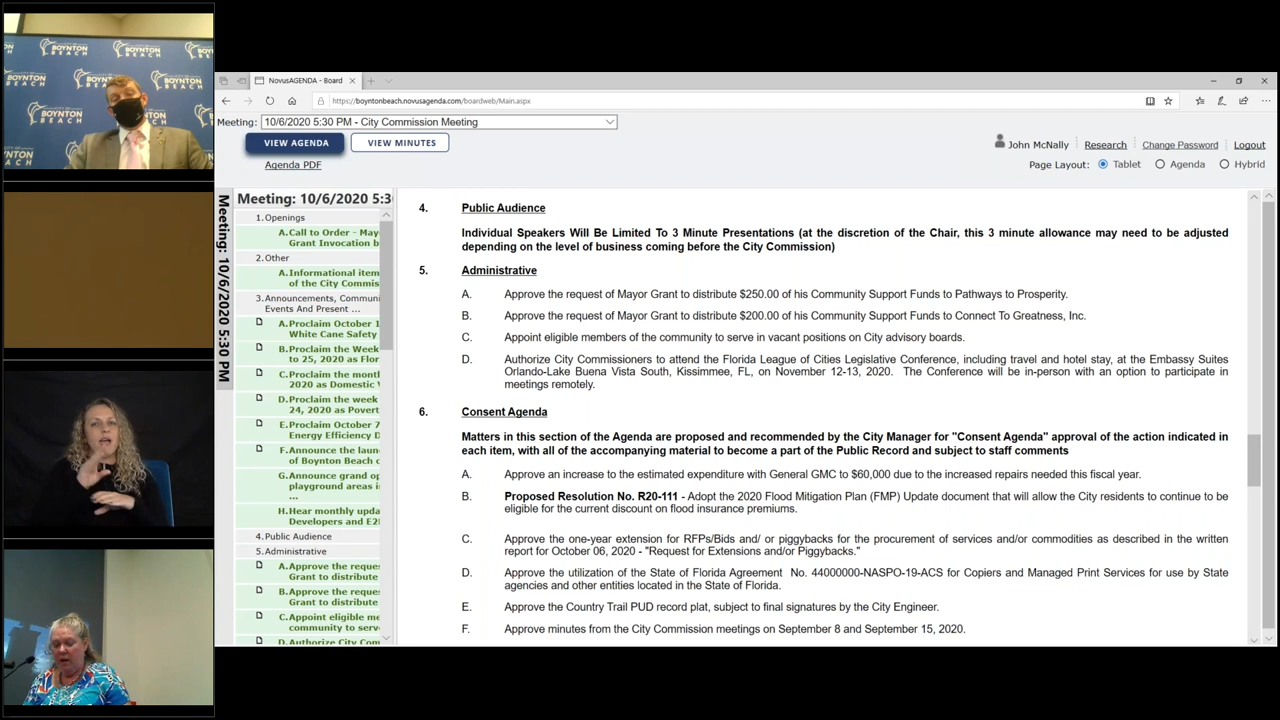 BOYNTON BEACH
NovusAGENDA - Board
https://boyntonbeach.novusagenda.com/boardweb/Main.aspx
Meeting: 10/6/2020 5:30 PM - City Commission Meeting
VIEW AGENDA VIEW MINUTES
Agenda PDF
John McNally Research Change Password Logout
Page Layout: Tablet Agenda Hybrid
Meeting: 10/6/2020 5:30 PM
Meeting: 10/6/2020 5:3
1.Openings
A.Call to Order - May
Grant Invocation b
2.Other
A.Informational item
of the City Commis
3.Announcements, Communi
Events And Present ...
A.Proclaim October 1
White Cane Safety
B.Proclaim the Week
to 25, 2020 as Flor
C.Proclaim the month
2020 as Domestic V
D.Proclaim the week
24, 2020 as Povert
E.Proclaim October 7
Energy Efficiency D
F.Announce the laun
of Boynton Beach c
G.Announce grand op
playground areas i
...
H.Hear monthly upda
Developers and E2
4.Public Audience
5.Administrative
A.Approve the reque
Grant to distribute
B.Approve the reque
Grant to distribute
C.Appoint eligible me
community to serve
D.Authorize City Com
4. Public Audience
Individual Speakers Will Be Limited To 3 Minute Presentations (at the discretion of the Chair, this 3 minute allowance may need to be adjusted
depending on the level of business coming before the City Commission)
5. Administrative
A. Approve the request of Mayor Grant to distribute $250.00 of his Community Support Funds to Pathways to Prosperity.
B. Approve the request of Mayor Grant to distribute $200.00 of his Community Support Funds to Connect To Greatness, Inc.
C. Appoint eligible members of the community to serve in vacant positions on City advisory boards.
D. Authorize City Commissioners to attend the Florida League of Cities Legislative Conference, including travel and hotel stay, at the Embassy Suites
Orlando-Lake Buena Vista South, Kissimmee, FL, on November 12-13, 2020. The Conference will be in-person with an option to participate in
meetings remotely.
6. Consent Agenda
Matters in this section of the Agenda are proposed and recommended by the City Manager for "Consent Agenda" approval of the action indicated in
each item, with all of the accompanying material to become a part of the Public Record and subject to staff comments
A. Approve an increase to the estimated expenditure with General GMC to $60,000 due to the increased repairs needed this fiscal year.
B. Proposed Resolution No. R20-111 - Adopt the 2020 Flood Mitigation Plan (FMP) Update document that will allow the City residents to continue to be
eligible for the current discount on flood insurance premiums.
C. Approve the one-year extension for RFPs/Bids and/ or piggybacks for the procurement of services and/or commodities as described in the written
report for October 06, 2020 - "Request for Extensions and/or Piggybacks."
D. Approve the utilization of the State of Florida Agreement No. 44000000-NASPO-19-ACS for Copiers and Managed Print Services for use by State
agencies and other entities located in the State of Florida.
E. Approve the Country Trail PUD record plat, subject to final signatures by the City Engineer.
F. Approve minutes from the City Commission meetings on September 8 and September 15, 2020.